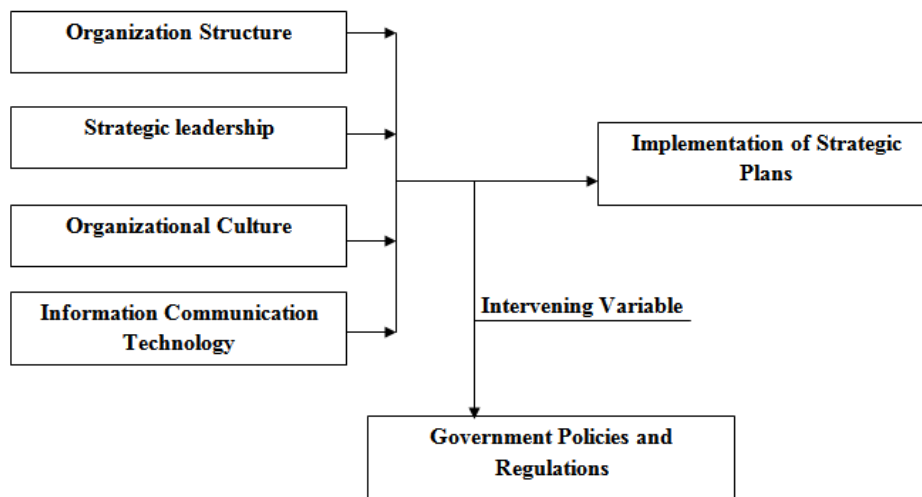 Organization Structure
Strategic leadership
Organizational Culture
Information Communication
Technology
Implementation of Strategic
Plans
Intervening Variable
Government Policies and
Regulations